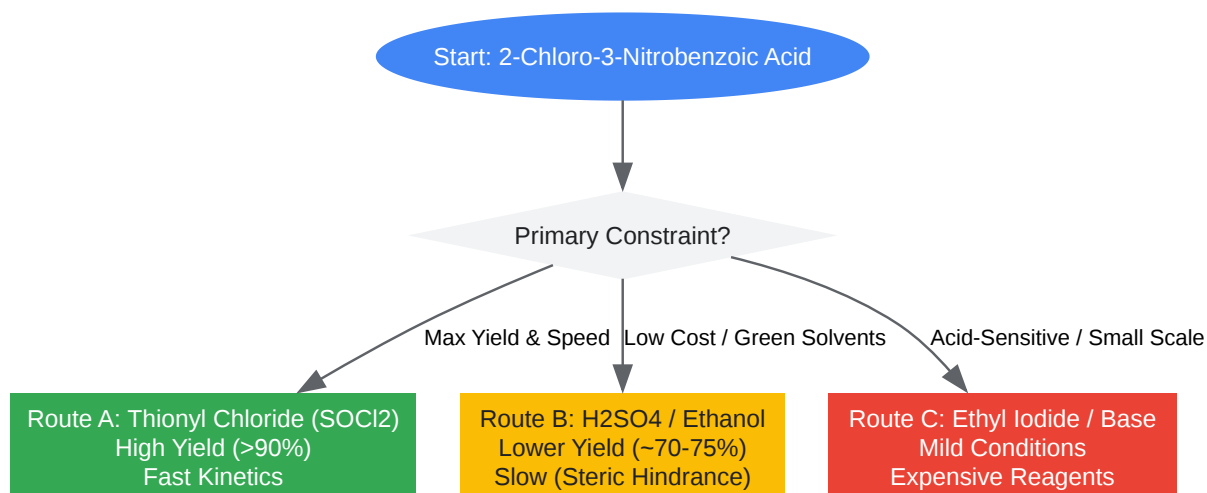 Start: 2-Chloro-3-Nitrobenzoic Acid
Primary Constraint?
Max Yield & Speed
Low Cost / Green Solvents
Acid-Sensitive / Small Scale
Route A: Thionyl Chloride (SOCl2)
High Yield (>90%)
Fast Kinetics
Route B: H2SO4 / Ethanol
Lower Yield (~70-75%)
Slow (Steric Hindrance)
Route C: Ethyl Iodide / Base
Mild Conditions
Expensive Reagents